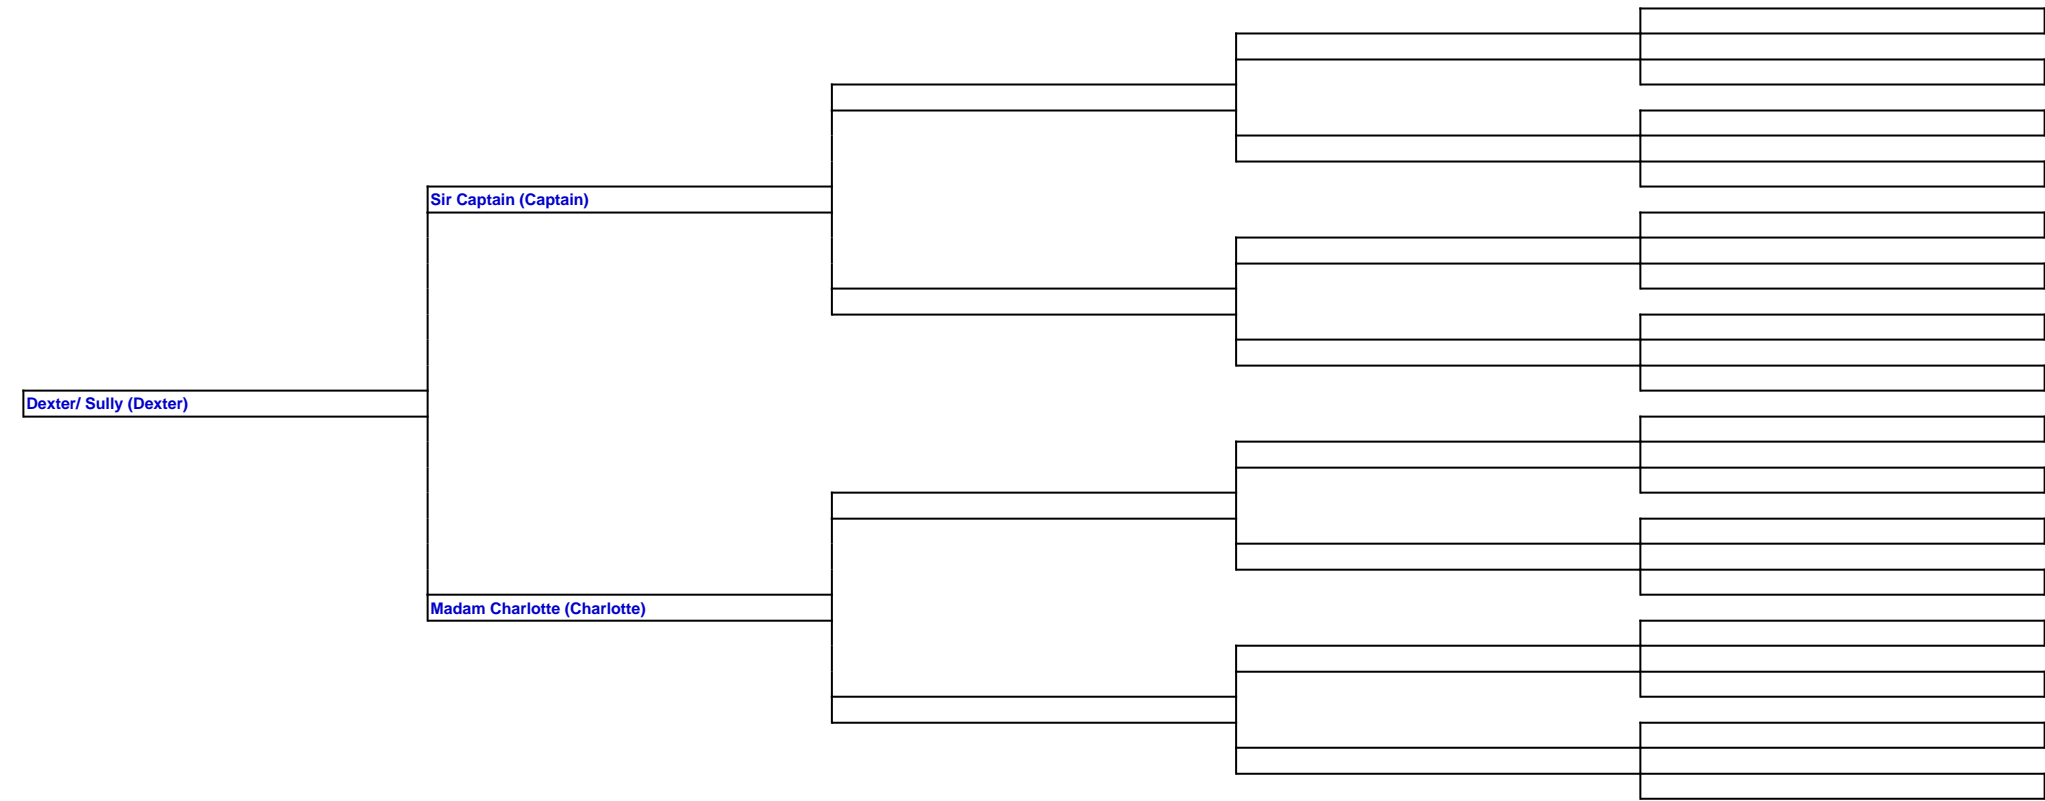 Sir Captain (Captain)
Dexter/ Sully (Dexter)
Madam Charlotte (Charlotte)